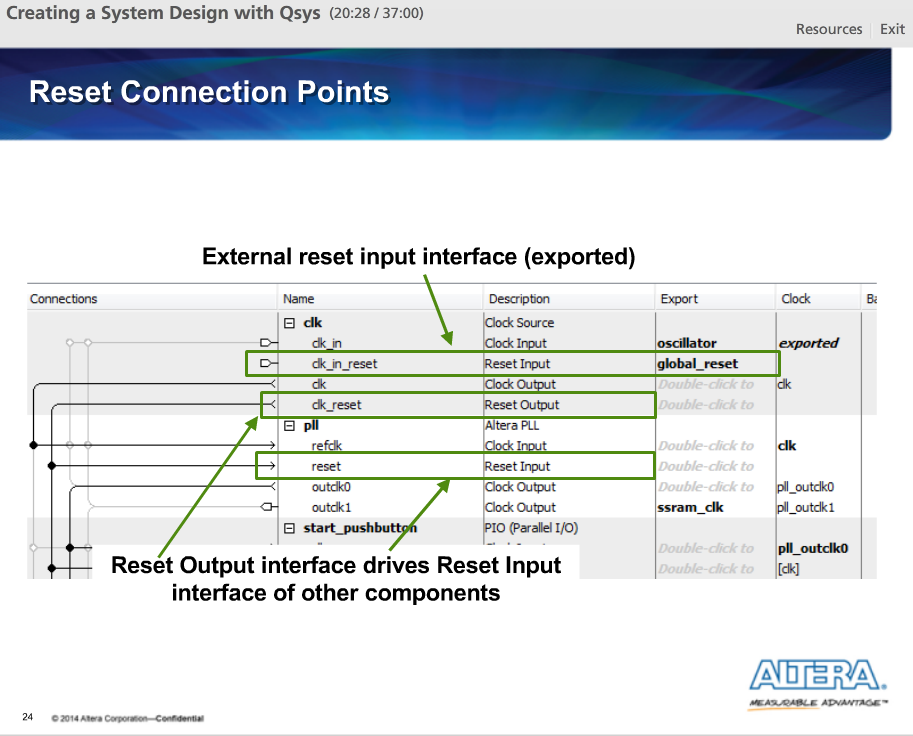 Creating a System Design with Qsys (20:28 / 37:00)
Resources Exit
Reset Connection Points
External reset input interface (exported)
Connections Name Description Export Clock Ba
clk Clock Source
clk_in Clock Input oscillator exported
clk_in_reset Reset Input global_reset
clk Clock Output Double-click to clk
clk_reset Reset Output Double-click to
pll Altera PLL
refclk Clock Input Double-click to clk
reset Reset Input Double-click to
outclk0 Clock Output Double-click to pll_outclk0
outclk1 Clock Output ssram_clk pll_outclk1
start_pushbutton PIO (Parallel I/O)
Double-click to pll_outclk0
Double-click to [clk]
Reset Output interface drives Reset Input
interface of other components
ALTERA.
MEASURABLE ADVANTAGE™
24 © 2014 Altera Corporation—Confidential